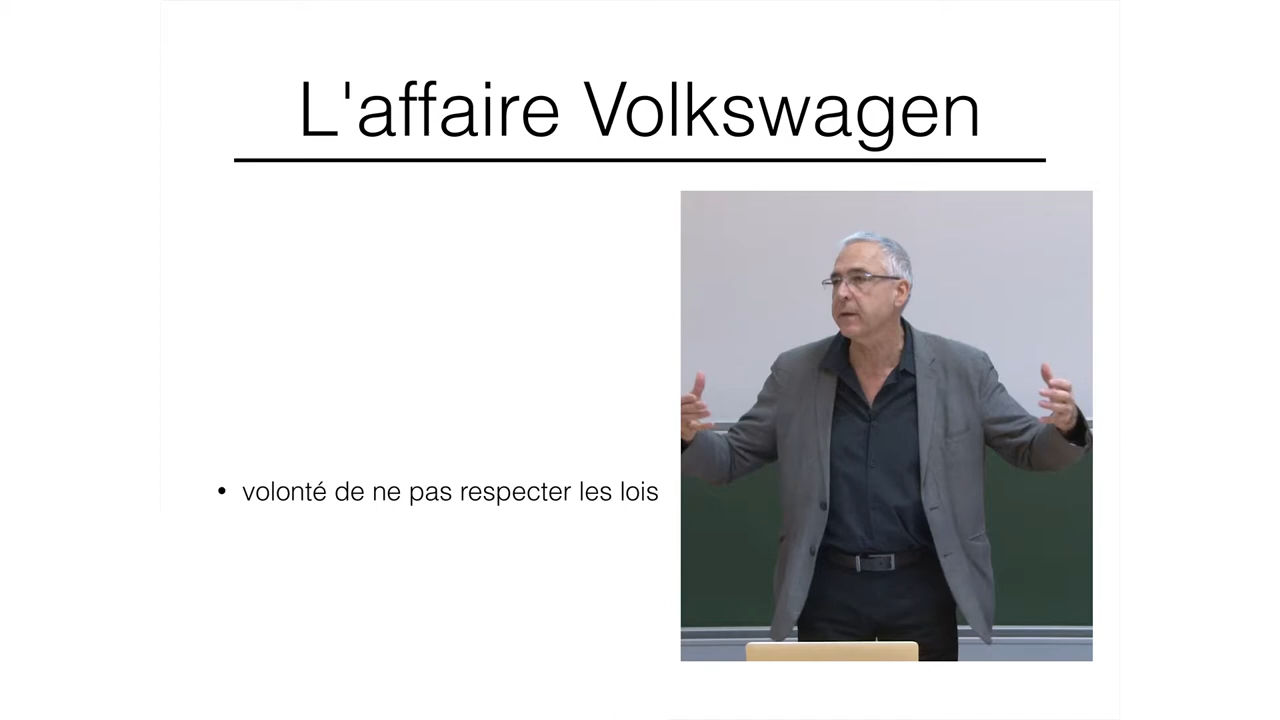 L'affaire Volkswagen
• volonté de ne pas respecter les lois